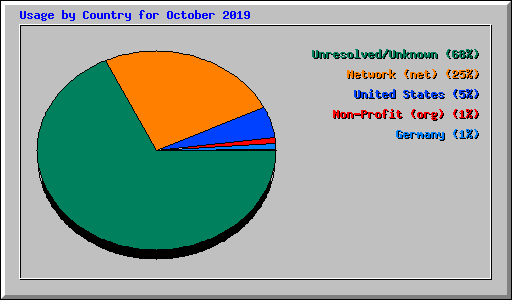 Usage by Country for October 2019
Unresolved/Unknown (68%)
Network (net) (25%)
United States (5%)
Non-Profit (org) (1%)
Germany (1%)